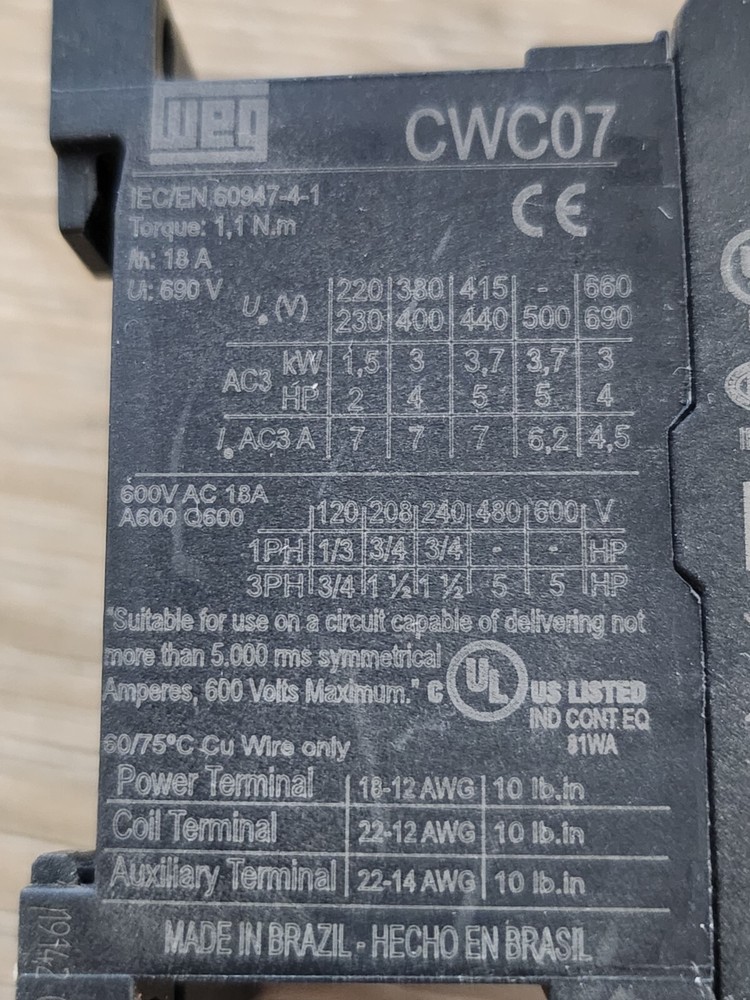 WEG
CWC07
IEC/EN 60947-4-1
Torque: 1,1 N.m
Ith: 18 A
Ui: 690 V
CE
Ue (V) 220 380 415 - 660
230 400 440 500 690
AC3 kW 1,5 3 3,7 3,7 3
HP 2 4 5 5 4
Ie AC3 A 7 7 7 6,2 4,5
600V AC 18A
A600 Q600
120 208 240 480 600 V
1PH 1/3 3/4 3/4 - - HP
3PH 3/4 1 ½ 1 ½ 5 5 HP
"Suitable for use on a circuit capable of delivering not
more than 5.000 rms symmetrical
Amperes, 600 Volts Maximum."
C UL US LISTED
IND CONT EQ
81WA
60/75ºC Cu Wire only
Power Terminal 18-12 AWG 10 lb.in
Coil Terminal 22-12 AWG 10 lb.in
Auxiliary Terminal 22-14 AWG 10 lb.in
MADE IN BRAZIL - HECHO EN BRASIL